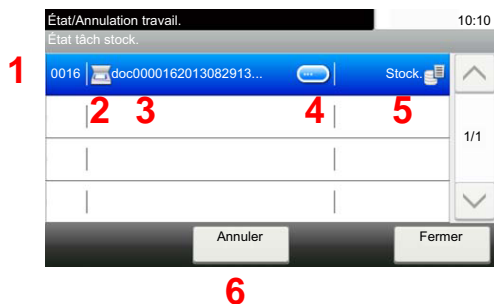 État/Annulation travail. 10:10
État tâch stock.
1 0016 doc0000162013082913... Stock.
2 3 4 5
1/1
Annuler Fermer
6